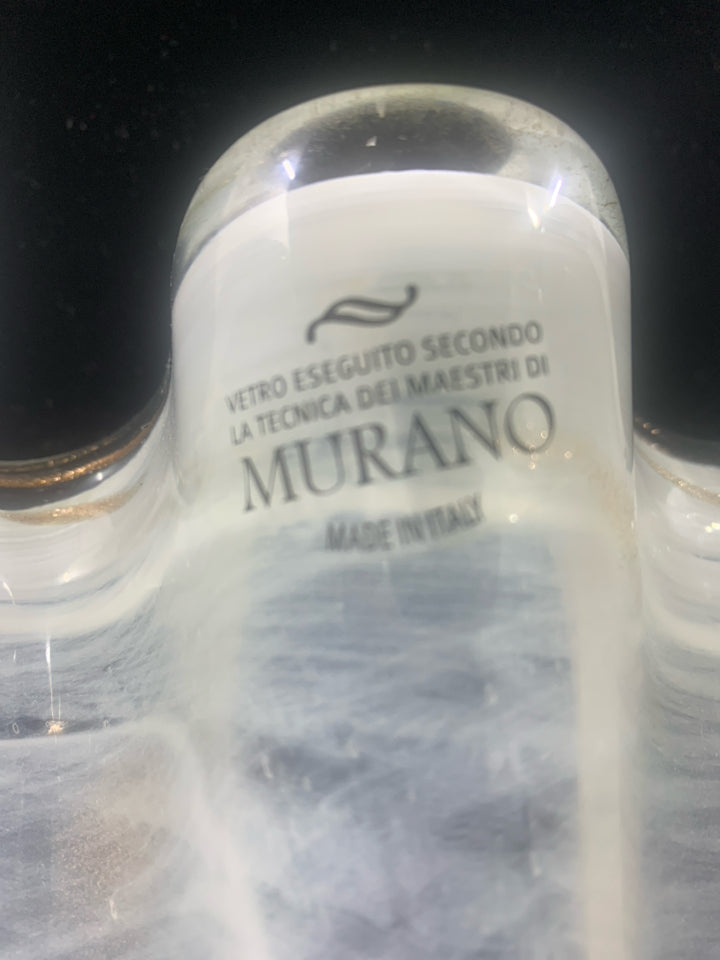 VETRO ESEGUITO SECONDO
LA TECNICA DEI MAESTRI DI
MURANO
MADE IN ITALY